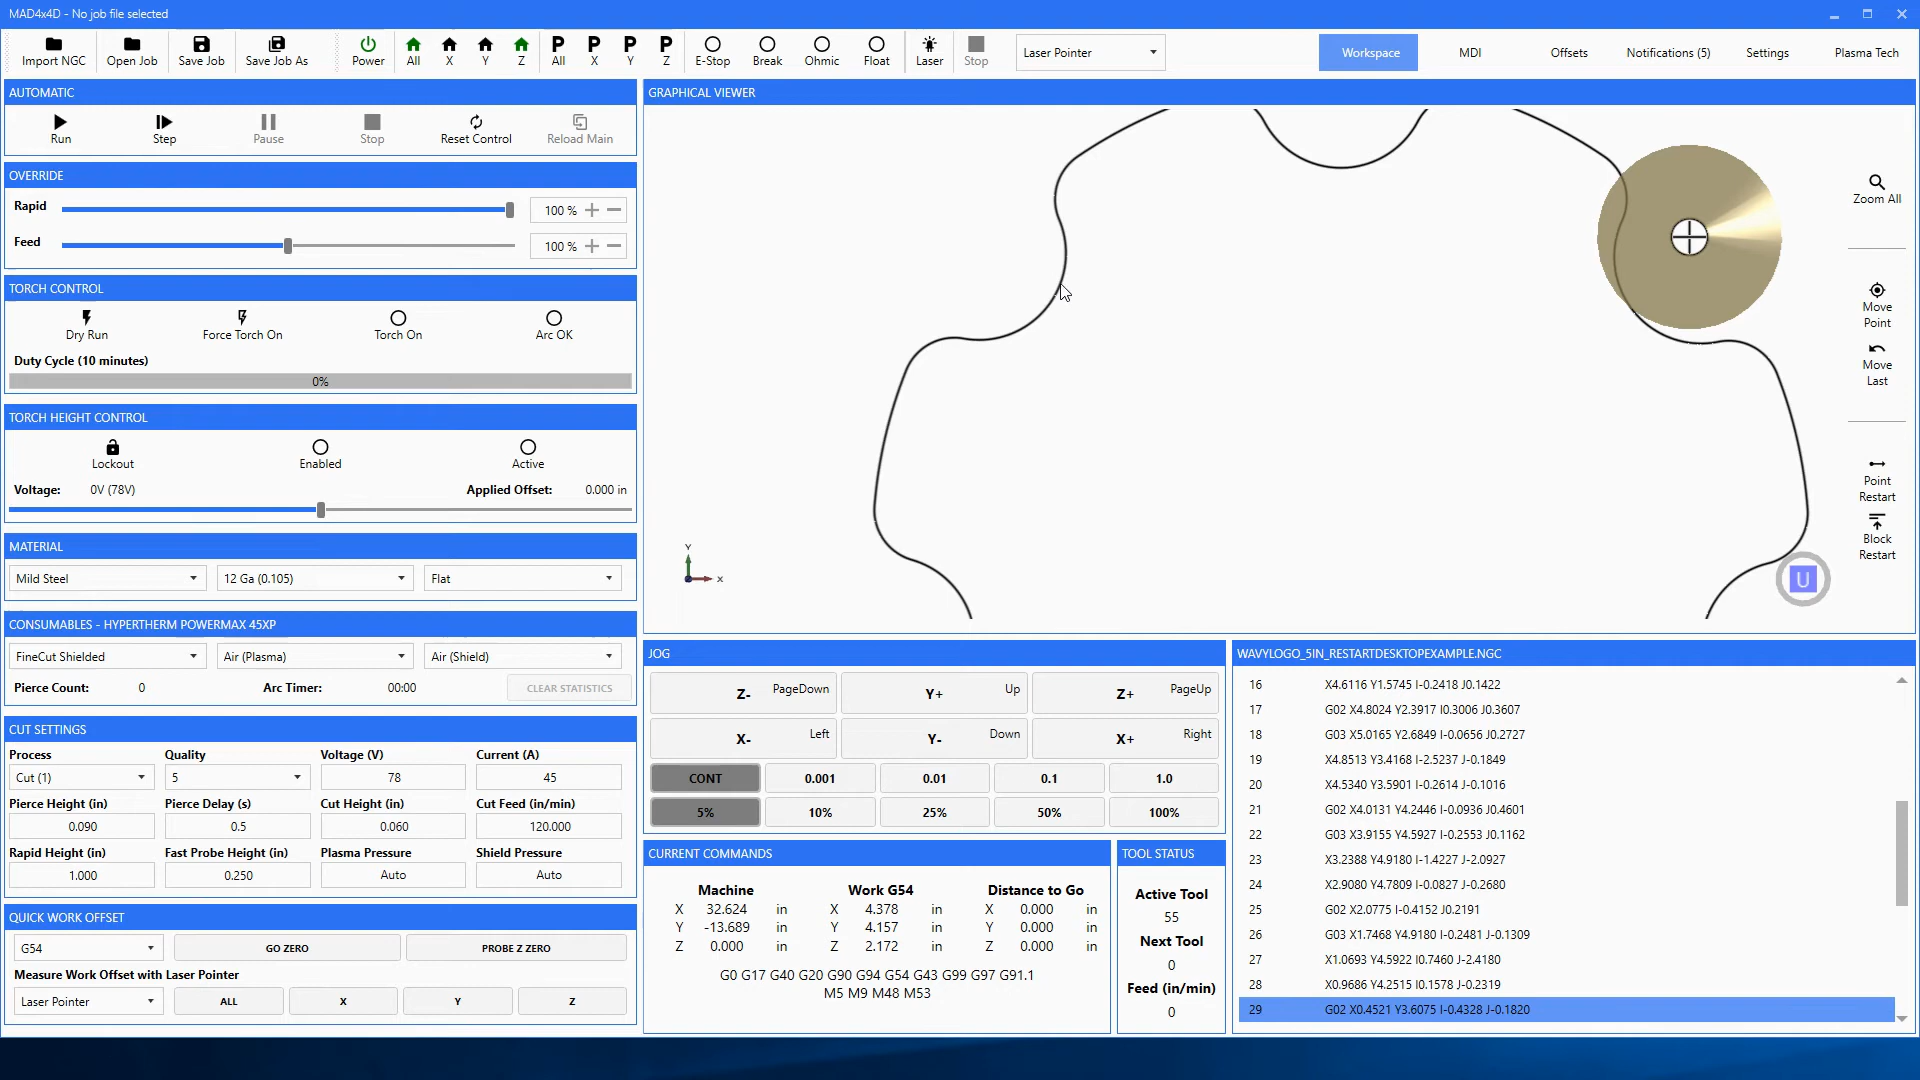 MAD4x4D - No job file selected
Import NGC
Open Job
Save Job
Save Job As
Power
All
X
Y
Z
P
All
P
X
P
Y
P
Z
E-Stop
Break
Ohmic
Float
Laser
Stop
Laser Pointer
Workspace
MDI
Offsets
Notifications (5)
Settings
Plasma Tech
AUTOMATIC
Run
Step
Pause
Stop
Reset Control
Reload Main
OVERRIDE
Rapid
100 %
Feed
100 %
TORCH CONTROL
Dry Run
Force Torch On
Torch On
Arc OK
Duty Cycle (10 minutes)
0%
TORCH HEIGHT CONTROL
Lockout
Enabled
Active
Voltage: 0V (78V)
Applied Offset: 0.000 in
MATERIAL
Mild Steel
12 Ga (0.105)
Flat
CONSUMABLES - HYPERTHERM POWERMAX 45XP
FineCut Shielded
Air (Plasma)
Air (Shield)
Pierce Count: 0
Arc Timer: 00:00
CLEAR STATISTICS
CUT SETTINGS
Process Quality Voltage (V) Current (A)
Cut (1) 5 78 45
Pierce Height (in) Pierce Delay (s) Cut Height (in) Cut Feed (in/min)
0.090 0.5 0.060 120.000
Rapid Height (in) Fast Probe Height (in) Plasma Pressure Shield Pressure
1.000 0.250 Auto Auto
QUICK WORK OFFSET
G54
GO ZERO
PROBE Z ZERO
Measure Work Offset with Laser Pointer
Laser Pointer
ALL
X
Y
Z
GRAPHICAL VIEWER
Y
X
U
Zoom All
Move
Point
Move
Last
Point
Restart
Block
Restart
JOG
Z- PageDown
Y+ Up
Z+ PageUp
X- Left
Y- Down
X+ Right
CONT 0.001 0.01 0.1 1.0
5% 10% 25% 50% 100%
CURRENT COMMANDS
Machine Work G54 Distance to Go
X 32.624 in X 4.378 in X 0.000 in
Y -13.689 in Y 4.157 in Y 0.000 in
Z 0.000 in Z 2.172 in Z 0.000 in
G0 G17 G40 G20 G90 G94 G54 G43 G99 G97 G91.1
M5 M9 M48 M53
TOOL STATUS
Active Tool
55
Next Tool
0
Feed (in/min)
0
WAVYLOGO_5IN_RESTARTDESKTOPEXAMPLE.NGC
16 X4.6116 Y1.5745 I-0.2418 J0.1422
17 G02 X4.8024 Y2.3917 I0.3006 J0.3607
18 G03 X5.0165 Y2.6849 I-0.0656 J0.2727
19 X4.8513 Y3.4168 I-2.5237 J-0.1849
20 X4.5340 Y3.5901 I-0.2614 J-0.1016
21 G02 X4.0131 Y4.2446 I-0.0936 J0.4601
22 G03 X3.9155 Y4.5927 I-0.2553 J0.1162
23 X3.2388 Y4.9180 I-1.4227 J-2.0927
24 X2.9080 Y4.7809 I-0.0827 J-0.2680
25 G02 X2.0775 I-0.4152 J0.2191
26 G03 X1.7468 Y4.9180 I-0.2481 J-0.1309
27 X1.0693 Y4.5922 I0.7460 J-2.4180
28 X0.9686 Y4.2515 I0.1578 J-0.2319
29 G02 X0.4521 Y3.6075 I-0.4328 J-0.1820